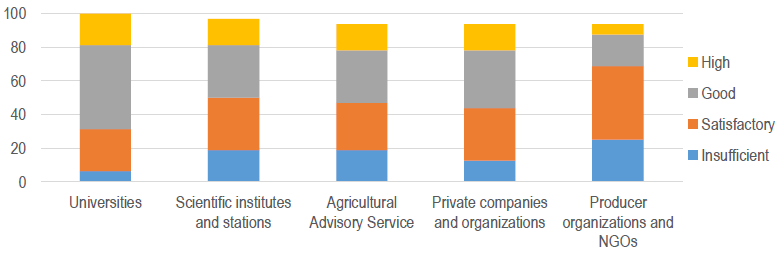 100
80
60
40
20
0
High
Good
Satisfactory
Insufficient
Universities
Scientific institutes
and stations
Agricultural
Advisory Service
Private companies
and organizations
Producer
organizations and
NGOs